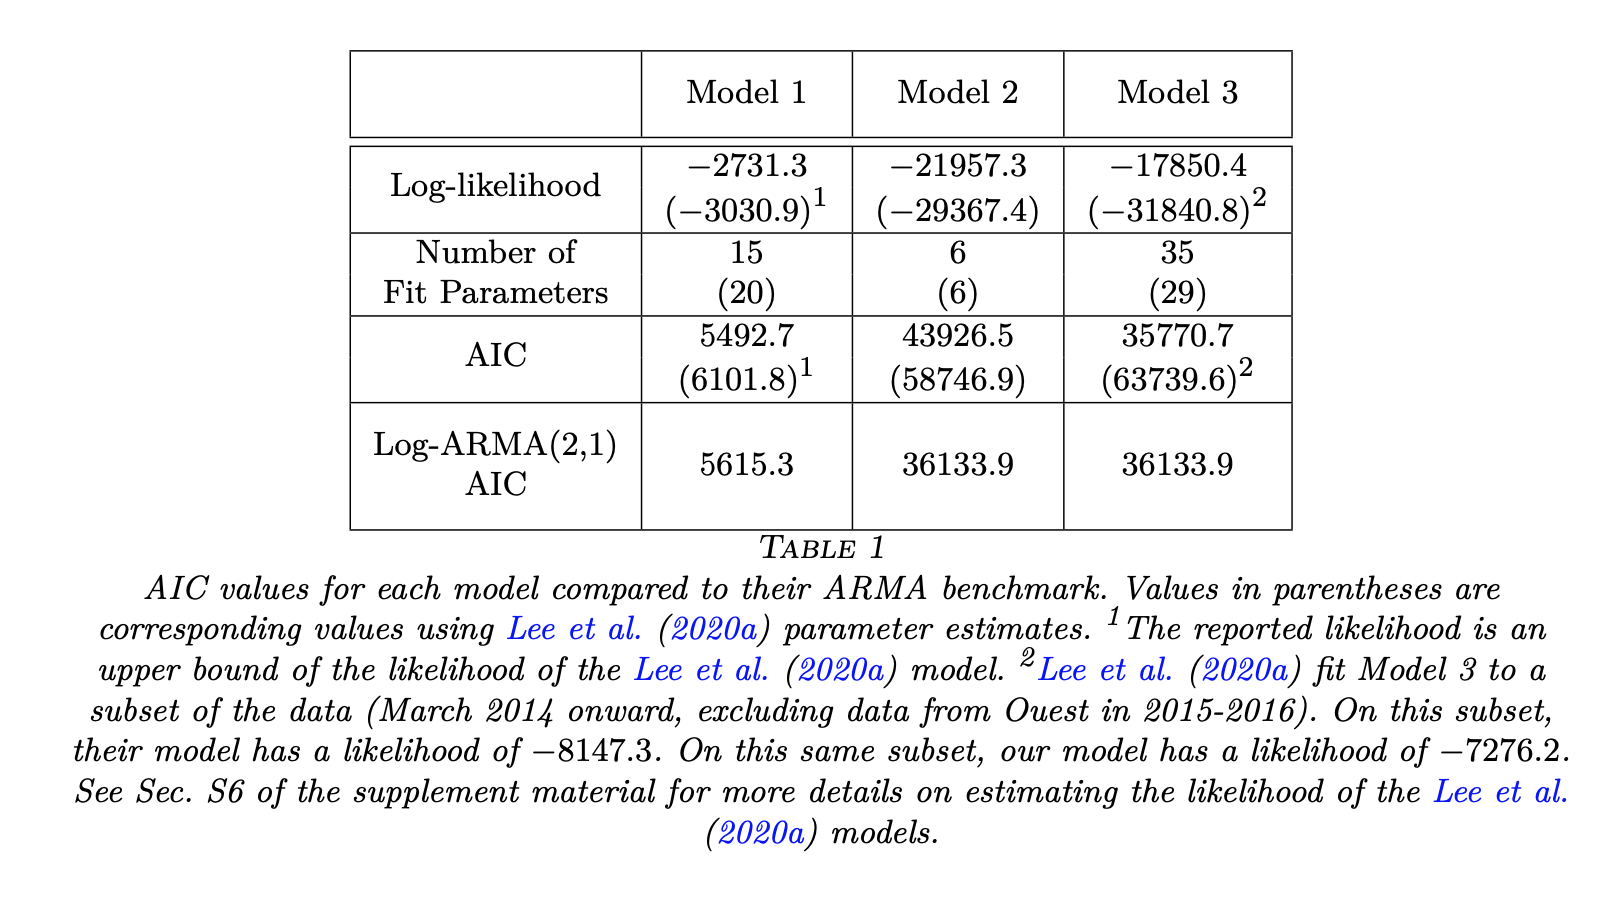 Model 1 Model 2 Model 3
Log-likelihood −2731.3 −21957.3 −17850.4
(−3030.9)¹ (−29367.4) (−31840.8)²
Number of 15 6 35
Fit Parameters (20) (6) (29)
AIC 5492.7 43926.5 35770.7
(6101.8)¹ (58746.9) (63739.6)²
Log-ARMA(2,1)
AIC 5615.3 36133.9 36133.9
TABLE 1
AIC values for each model compared to their ARMA benchmark. Values in parentheses are
corresponding values using Lee et al. (2020a) parameter estimates. ¹The reported likelihood is an
upper bound of the likelihood of the Lee et al. (2020a) model. ²Lee et al. (2020a) fit Model 3 to a
subset of the data (March 2014 onward, excluding data from Ouest in 2015-2016). On this subset,
their model has a likelihood of −8147.3. On this same subset, our model has a likelihood of −7276.2.
See Sec. S6 of the supplement material for more details on estimating the likelihood of the Lee et al.
(2020a) models.